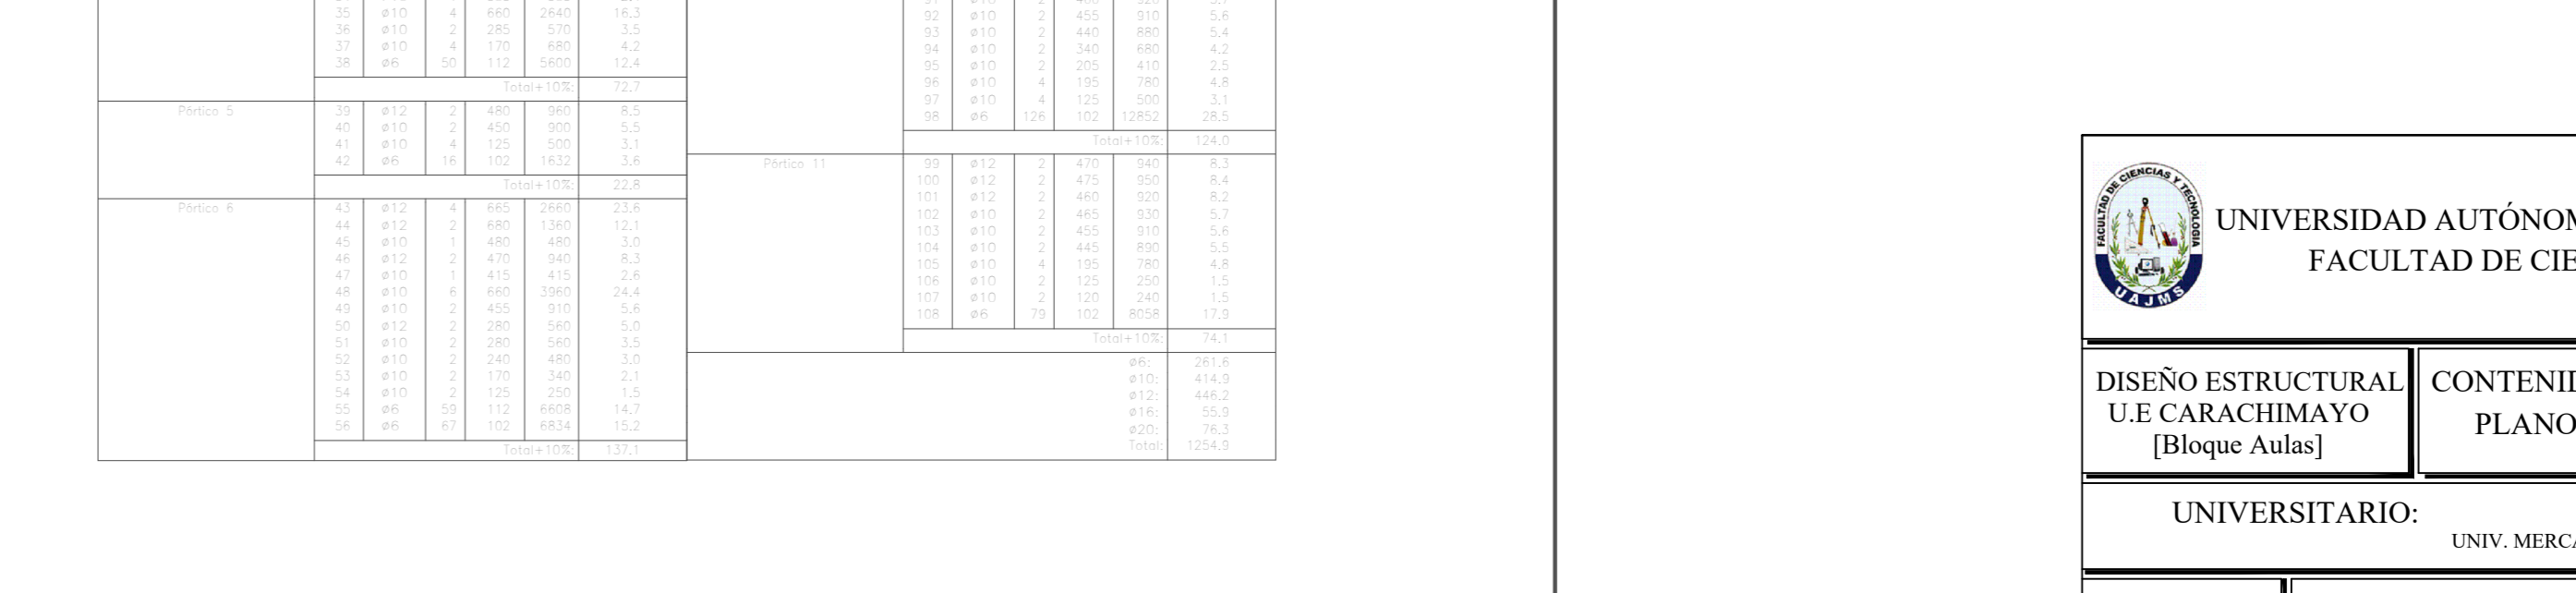 35 ø10 4 660 2640 16.3
36 ø10 2 285 570 3.5
37 ø10 4 170 680 4.2
38 ø6 50 112 5600 12.4
Total+10%: 72.7
Pórtico 5 39 ø12 2 480 960 8.5
40 ø10 2 450 900 5.5
41 ø10 4 125 500 3.1
42 ø6 16 102 1632 3.6
Total+10%: 22.8
Pórtico 6 43 ø12 4 665 2660 23.6
44 ø12 2 680 1360 12.1
45 ø10 1 480 480 3.0
46 ø12 2 470 940 8.3
47 ø10 1 415 415 2.6
48 ø10 6 660 3960 24.4
49 ø10 2 455 910 5.6
50 ø12 2 280 560 5.0
51 ø10 2 280 560 3.5
52 ø10 2 240 480 3.0
53 ø10 2 170 340 2.1
54 ø10 2 125 250 1.5
55 ø6 59 112 6608 14.7
56 ø6 67 102 6834 15.2
Total+10%: 137.1
92 ø10 2 455 910 5.6
93 ø10 2 440 880 5.4
94 ø10 2 340 680 4.2
95 ø10 2 205 410 2.5
96 ø10 4 195 780 4.8
97 ø10 4 125 500 3.1
98 ø6 126 102 12852 28.5
Total+10%: 124.0
Pórtico 11 99 ø12 2 470 940 8.3
100 ø12 2 475 950 8.4
101 ø12 2 460 920 8.2
102 ø10 2 465 930 5.7
103 ø10 2 455 910 5.6
104 ø10 2 445 890 5.5
105 ø10 4 195 780 4.8
106 ø10 2 125 250 1.5
107 ø10 2 120 240 1.5
108 ø6 79 102 8058 17.9
Total+10%: 74.1
ø6: 261.6
ø10: 414.9
ø12: 446.2
ø16: 55.9
ø20: 76.3
Total: 1254.9
FACULTAD DE CIENCIAS Y TECNOLOGIA
UAJMS
UNIVERSIDAD AUTÓNOM
FACULTAD DE CIE
DISEÑO ESTRUCTURAL
U.E CARACHIMAYO
[Bloque Aulas]
CONTENID
PLANO
UNIVERSITARIO:
UNIV. MERCA